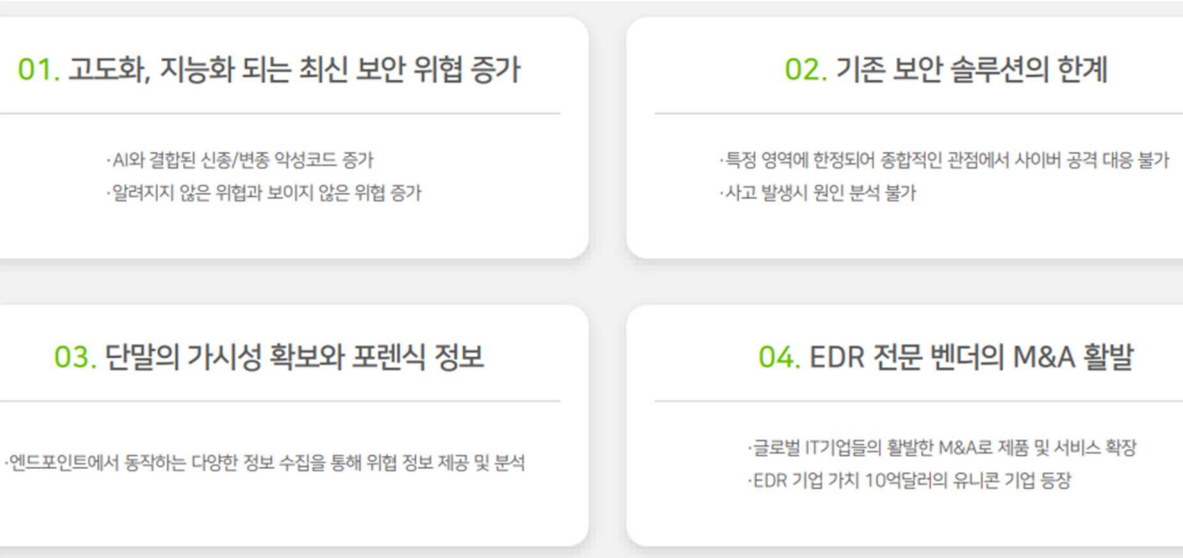 01. 고도화, 지능화 되는 최신 보안 위협 증가
·AI와 결합된 신종/변종 악성코드 증가
·알려지지 않은 위협과 보이지 않은 위협 증가
02. 기존 보안 솔루션의 한계
·특정 영역에 한정되어 종합적인 관점에서 사이버 공격 대응 불가
·사고 발생시 원인 분석 불가
03. 단말의 가시성 확보와 포렌식 정보
·엔드포인트에서 동작하는 다양한 정보 수집을 통해 위협 정보 제공 및 분석
04. EDR 전문 벤더의 M&A 활발
·글로벌 IT기업들의 활발한 M&A로 제품 및 서비스 확장
·EDR 기업 가치 10억달러의 유니콘 기업 등장